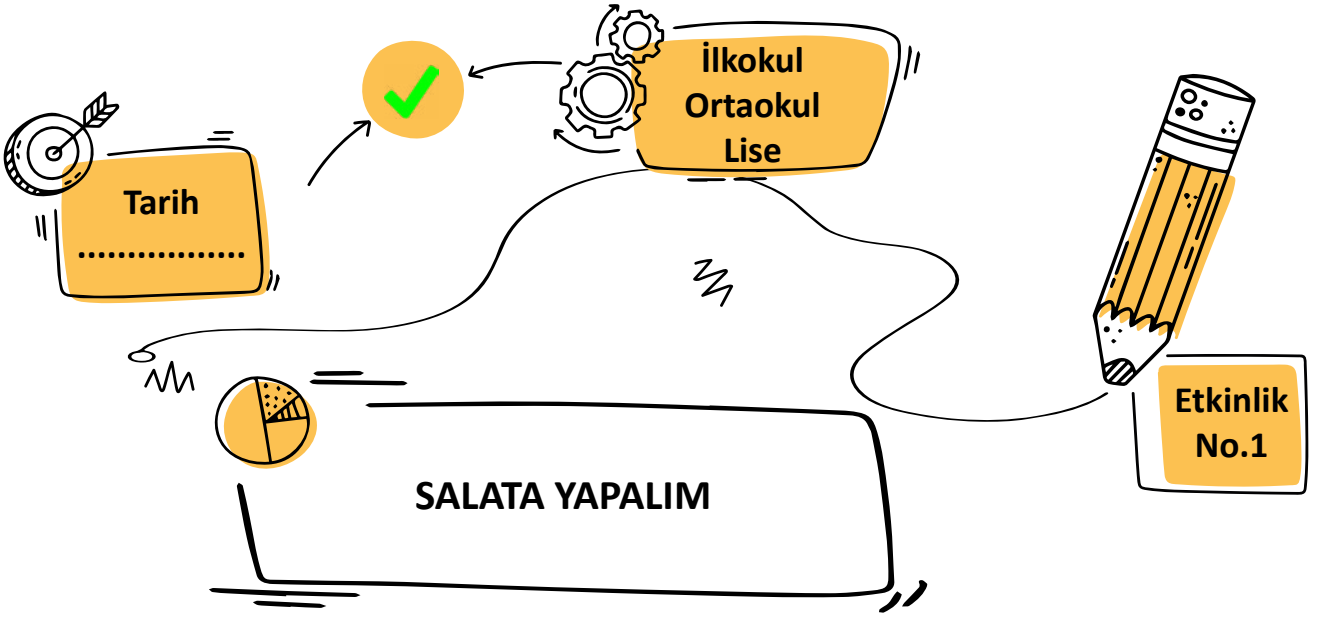 İlkokul
Ortaokul
Lise
Tarih
.................
Etkinlik
No.1
SALATA YAPALIM